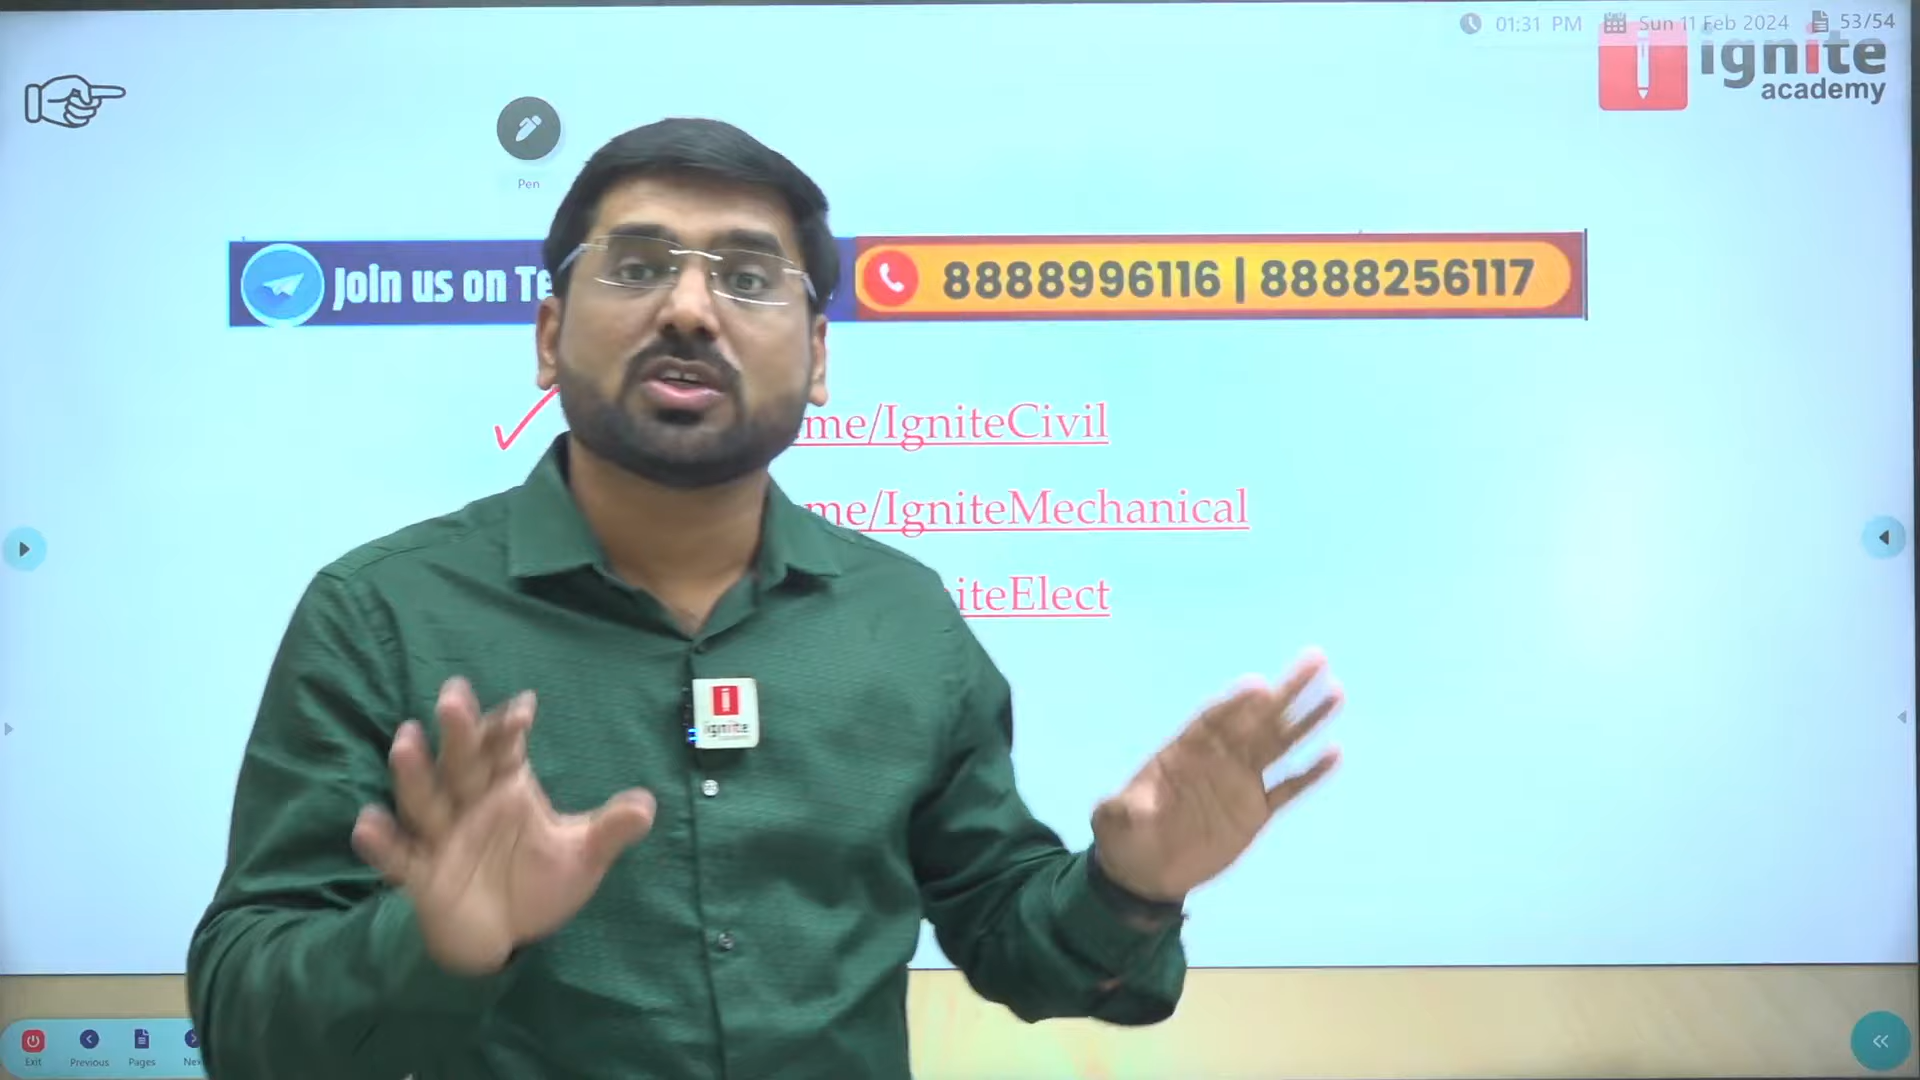 01:31 PM Sun 11 Feb 2024 53/54
ignite
academy
Pen
Join us on
8888996116 | 8888256117
me/IgniteCivil
me/IgniteMechanical
iteElect
ignite
academy
Exit
Previous
Pages